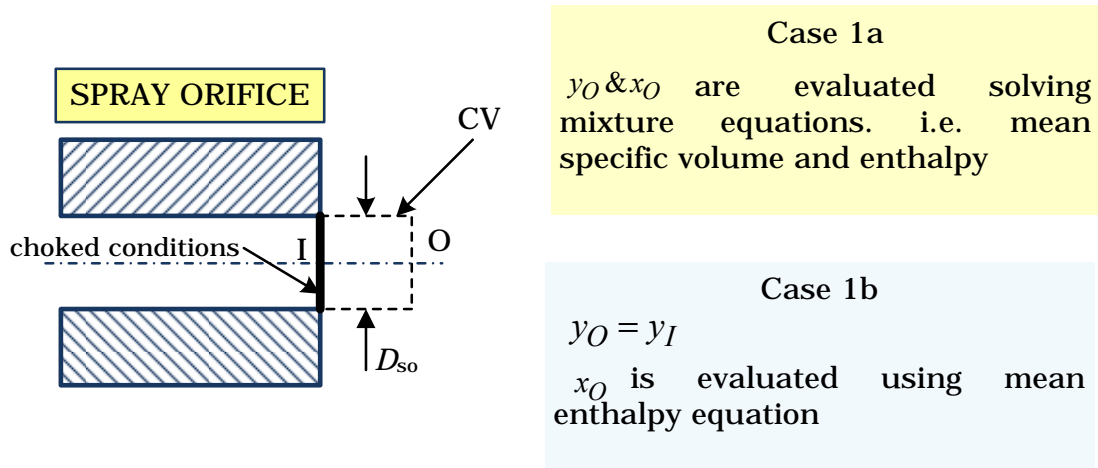 SPRAY ORIFICE
CV
choked conditions
I
O
Dso
Case 1a
yO & xO are evaluated solving
mixture equations. i.e. mean
specific volume and enthalpy
Case 1b
yO = yI
xO is evaluated using mean
enthalpy equation